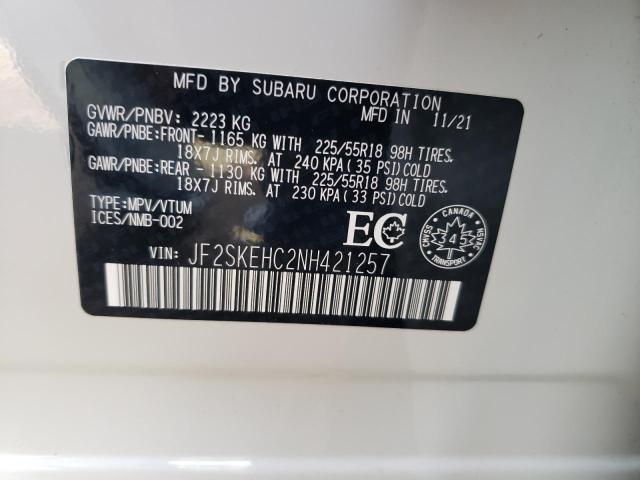 MFD BY SUBARU CORPORATION
MFD IN 11/21
GVWR/PNBV: 2223 KG
GAWR/PNBE:FRONT-1165 KG WITH 225/55R18 98H TIRES.
18X7J RIMS. AT 240 KPA(35 PSI)COLD
GAWR/PNBE:REAR -1130 KG WITH 225/55R18 98H TIRES.
18X7J RIMS. AT 230 KPA(33 PSI)COLD
TYPE:MPV/VTUM
ICES/NMB-002
EC
CANADA
CMVSS
345
NSVAC
TRANSPORT
VIN: JF2SKEHC2NH421257